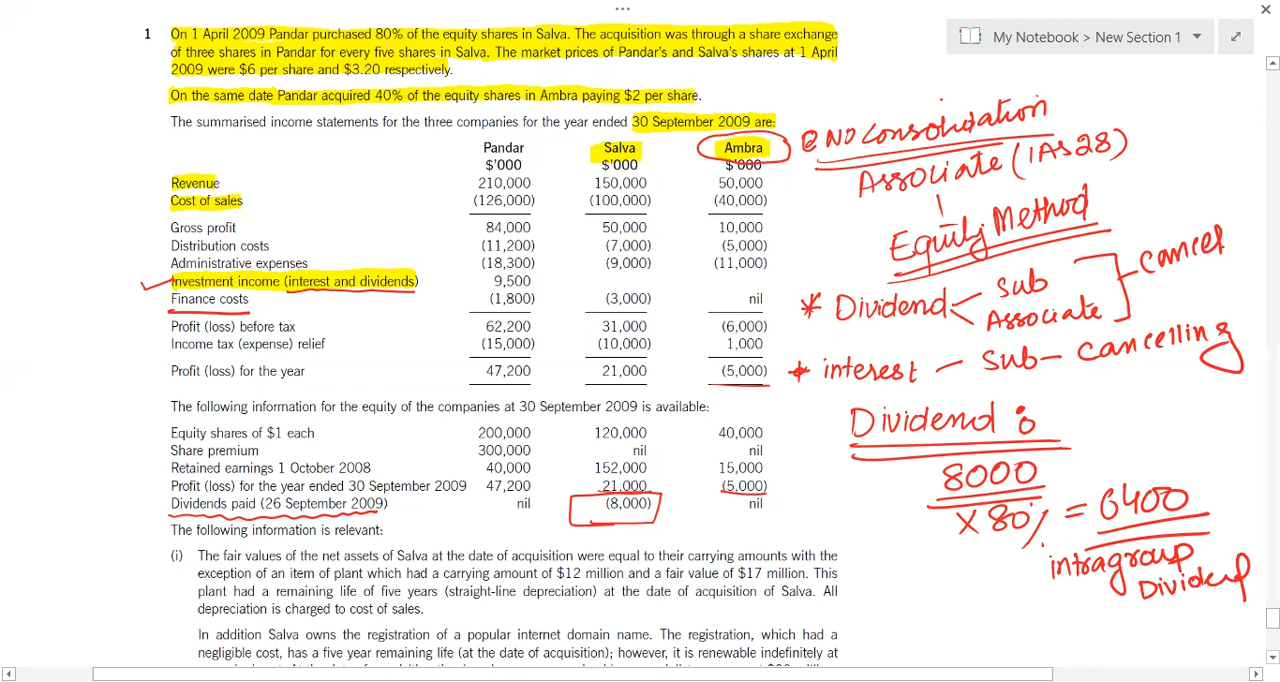 My Notebook > New Section 1
1 On 1 April 2009 Pandar purchased 80% of the equity shares in Salva. The acquisition was through a share exchange
of three shares in Pandar for every five shares in Salva. The market prices of Pandar's and Salva's shares at 1 April
2009 were $6 per share and $3.20 respectively.
On the same date Pandar acquired 40% of the equity shares in Ambra paying $2 per share.
The summarised income statements for the three companies for the year ended 30 September 2009 are:
Pandar Salva Ambra
$'000 $'000 $'000
Revenue 210,000 150,000 50,000
Cost of sales (126,000) (100,000) (40,000)
Gross profit 84,000 50,000 10,000
Distribution costs (11,200) (7,000) (5,000)
Administrative expenses (18,300) (9,000) (11,000)
Investment income (interest and dividends) 9,500
Finance costs (1,800) (3,000) nil
Profit (loss) before tax 62,200 31,000 (6,000)
Income tax (expense) relief (15,000) (10,000) 1,000
Profit (loss) for the year 47,200 21,000 (5,000)
The following information for the equity of the companies at 30 September 2009 is available:
Equity shares of $1 each 200,000 120,000 40,000
Share premium 300,000 nil nil
Retained earnings 1 October 2008 40,000 152,000 15,000
Profit (loss) for the year ended 30 September 2009 47,200 21,000 (5,000)
Dividends paid (26 September 2009) nil (8,000) nil
The following information is relevant:
(i) The fair values of the net assets of Salva at the date of acquisition were equal to their carrying amounts with the
exception of an item of plant which had a carrying amount of $12 million and a fair value of $17 million. This
plant had a remaining life of five years (straight-line depreciation) at the date of acquisition of Salva. All
depreciation is charged to cost of sales.
In addition Salva owns the registration of a popular internet domain name. The registration, which had a
negligible cost, has a five year remaining life (at the date of acquisition); however, it is renewable indefinitely at
No Consolidation
Associate (IAS28)
Equity Method
* Dividend < Sub
Associate
Cancel
* interest - Sub - Cancelling
Dividend :
8000
x 80% = 6400
intragroup
Dividend